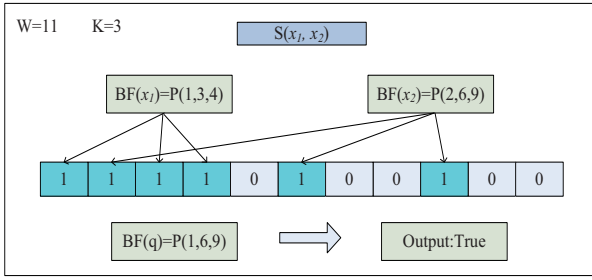 W=11 K=3
S(x1, x2)
BF(x1)=P(1,3,4) BF(x2)=P(2,6,9)
1 1 1 1 0 1 0 0 1 0 0
BF(q)=P(1,6,9) Output:True